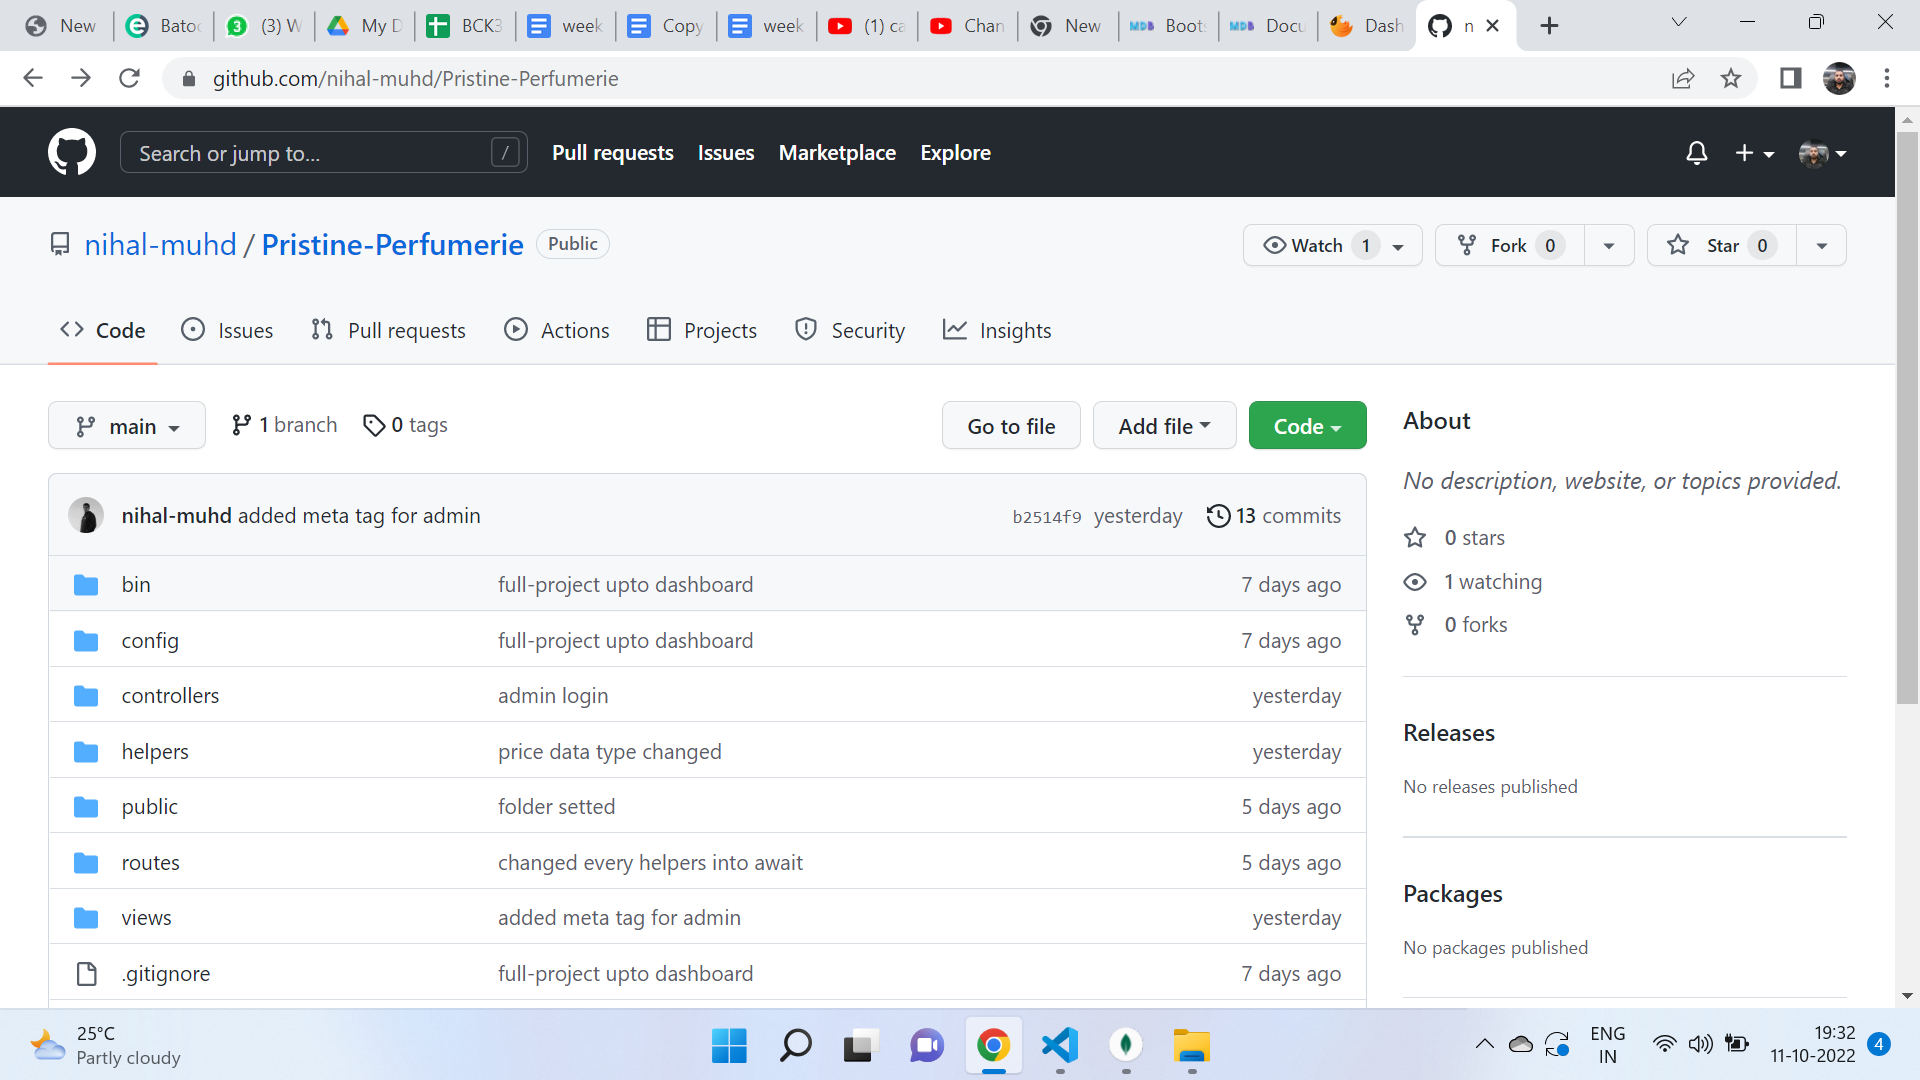 New
Batoc
3 (3) W
My D
BCK3
week
Copy
week
(1) ca
Chan
New
MDB Boots
MDB Docu
Dash
n
github.com/nihal-muhd/Pristine-Perfumerie
Search or jump to... /
Pull requests
Issues
Marketplace
Explore
nihal-muhd / Pristine-Perfumerie Public
Watch 1
Fork 0
Star 0
Code
Issues
Pull requests
Actions
Projects
Security
Insights
main
1 branch
0 tags
Go to file
Add file
Code
nihal-muhd added meta tag for admin b2514f9 yesterday 13 commits
bin full-project upto dashboard 7 days ago
config full-project upto dashboard 7 days ago
controllers admin login yesterday
helpers price data type changed yesterday
public folder setted 5 days ago
routes changed every helpers into await 5 days ago
views added meta tag for admin yesterday
.gitignore full-project upto dashboard 7 days ago
About
No description, website, or topics provided.
0 stars
1 watching
0 forks
Releases
No releases published
Packages
No packages published
25°C
Partly cloudy
ENG
IN
19:32
11-10-2022
4